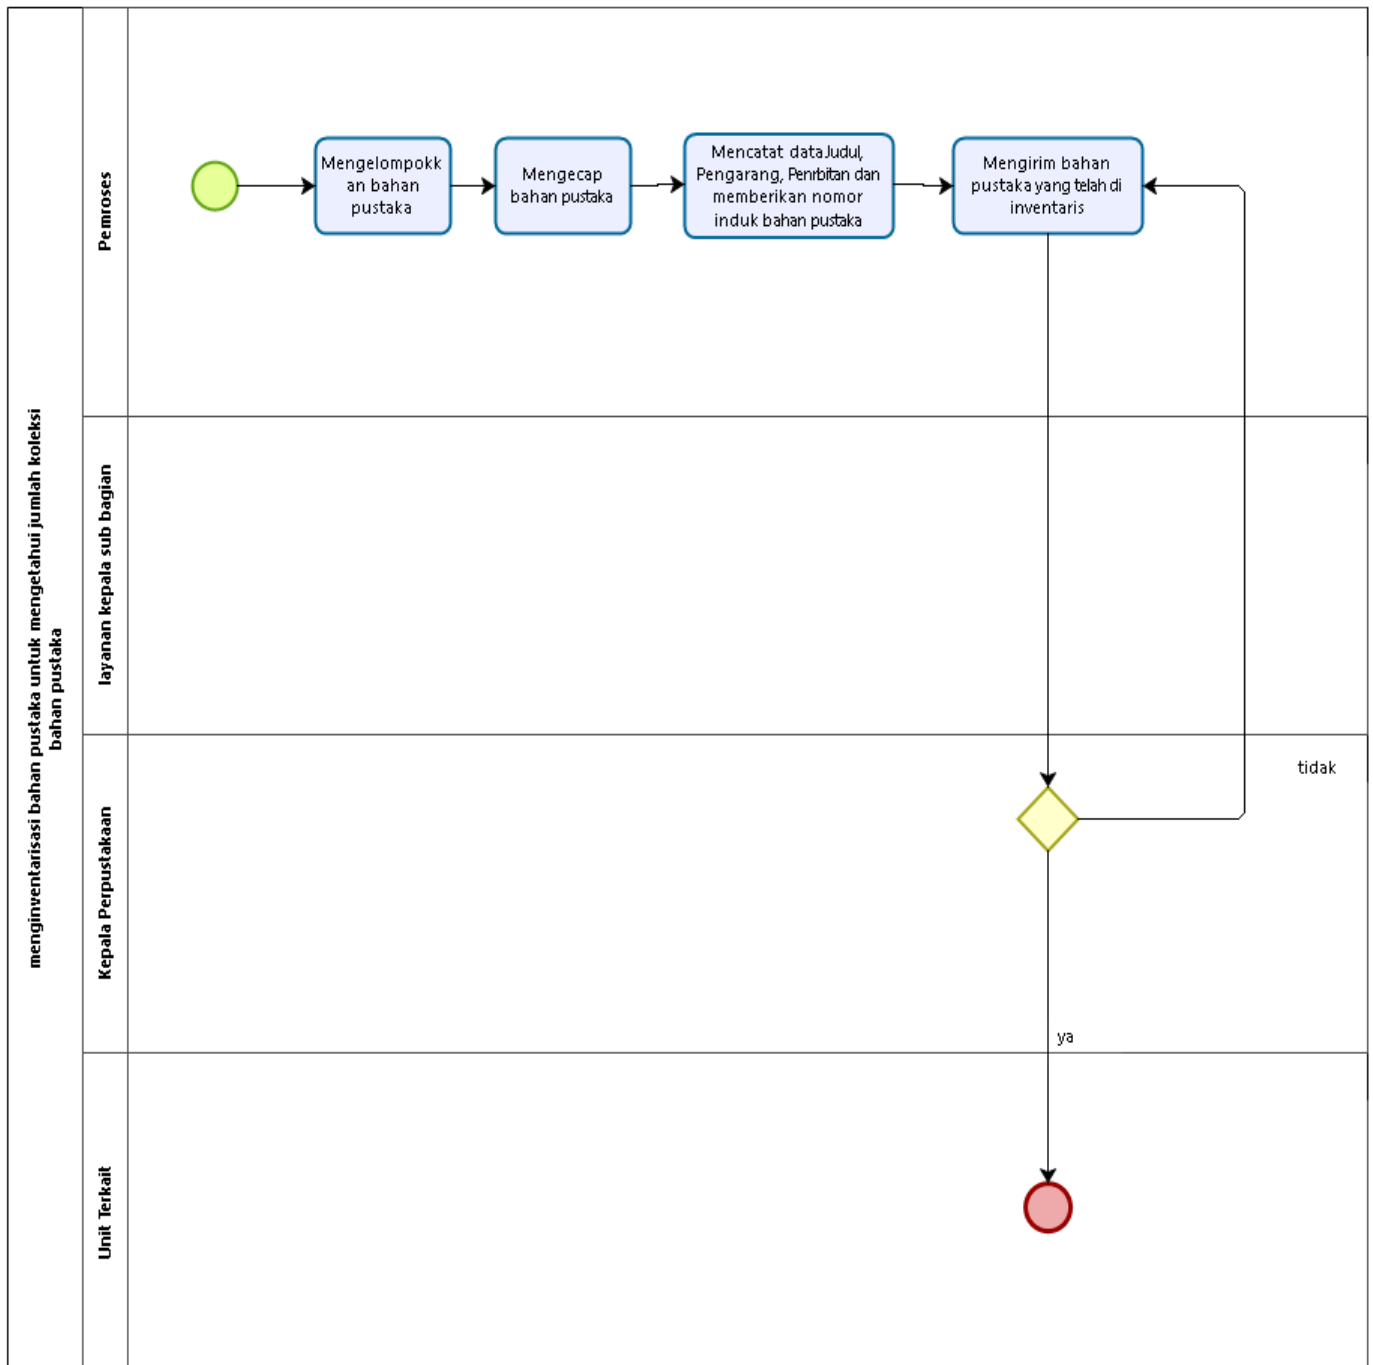 menginventarisasi bahan pustaka untuk mengetahui jumlah koleksi
bahan pustaka
Pemroses
Mengelompokk
an bahan
pustaka
Mengecap
bahan pustaka
Mencatat data Judul,
Pengarang, Penrbitan dan
memberikan nomor
induk bahan pustaka
Mengirim bahan
pustaka yang telah di
inventaris
layanan kepala sub bagian
Kepala Perpustakaan
tidak
ya
Unit Terkait